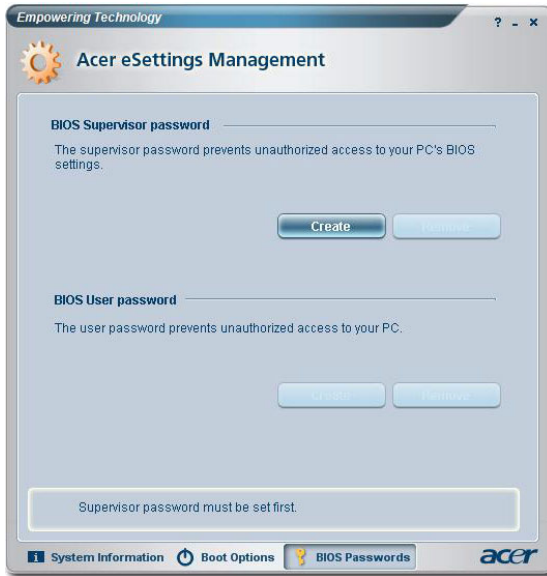 Empowering Technology
? - x
Acer eSettings Management
BIOS Supervisor password
The supervisor password prevents unauthorized access to your PC's BIOS
settings.
Create Remove
BIOS User password
The user password prevents unauthorized access to your PC.
Create Remove
Supervisor password must be set first.
i System Information Boot Options BIOS Passwords acer